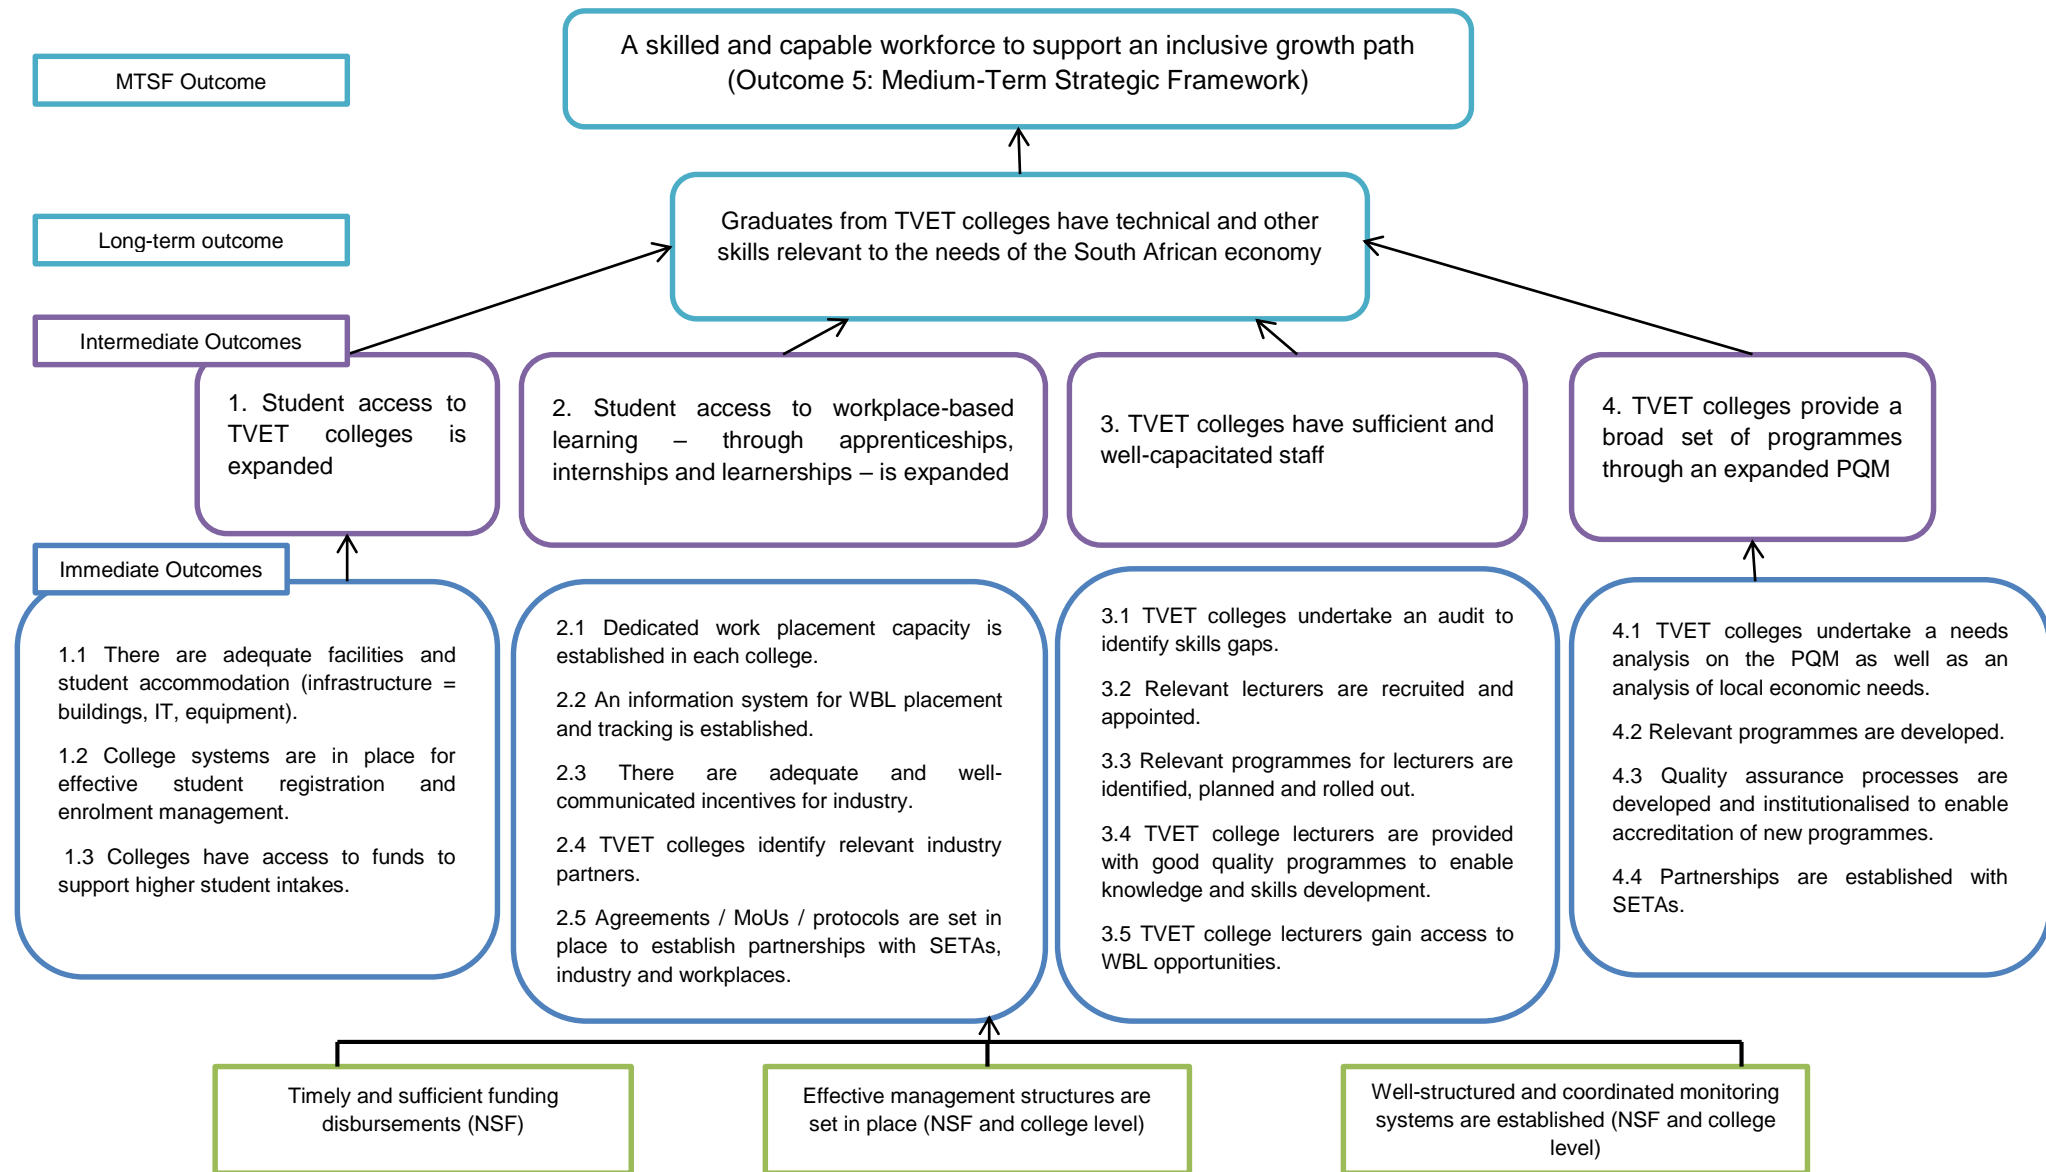 A skilled and capable workforce to support an inclusive growth path
(Outcome 5: Medium-Term Strategic Framework)
MTSF Outcome
Long-term outcome
Graduates from TVET colleges have technical and other
skills relevant to the needs of the South African economy
Intermediate Outcomes
1. Student access to
TVET colleges is
expanded
2. Student access to workplace-based
learning – through apprenticeships,
internships and learnerships – is expanded
3. TVET colleges have sufficient and
well-capacitated staff
4. TVET colleges provide a
broad set of programmes
through an expanded PQM
Immediate Outcomes
1.1 There are adequate facilities and
student accommodation (infrastructure =
buildings, IT, equipment).
1.2 College systems are in place for
effective student registration and
enrolment management.
1.3 Colleges have access to funds to
support higher student intakes.
2.1 Dedicated work placement capacity is
established in each college.
2.2 An information system for WBL placement
and tracking is established.
2.3 There are adequate and well-
communicated incentives for industry.
2.4 TVET colleges identify relevant industry
partners.
2.5 Agreements / MoUs / protocols are set in
place to establish partnerships with SETAs,
industry and workplaces.
3.1 TVET colleges undertake an audit to
identify skills gaps.
3.2 Relevant lecturers are recruited and
appointed.
3.3 Relevant programmes for lecturers are
identified, planned and rolled out.
3.4 TVET college lecturers are provided
with good quality programmes to enable
knowledge and skills development.
3.5 TVET college lecturers gain access to
WBL opportunities.
4.1 TVET colleges undertake a needs
analysis on the PQM as well as an
analysis of local economic needs.
4.2 Relevant programmes are developed.
4.3 Quality assurance processes are
developed and institutionalised to enable
accreditation of new programmes.
4.4 Partnerships are established with
SETAs.
Timely and sufficient funding
disbursements (NSF)
Effective management structures are
set in place (NSF and college level)
Well-structured and coordinated monitoring
systems are established (NSF and college
level)